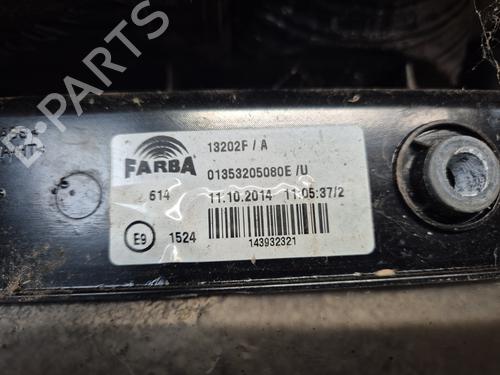 FARBA
13202F / A
01353205080E /U
614
11.10.2014 11:05:37/2
E9
1524
143932321
B-PARTS